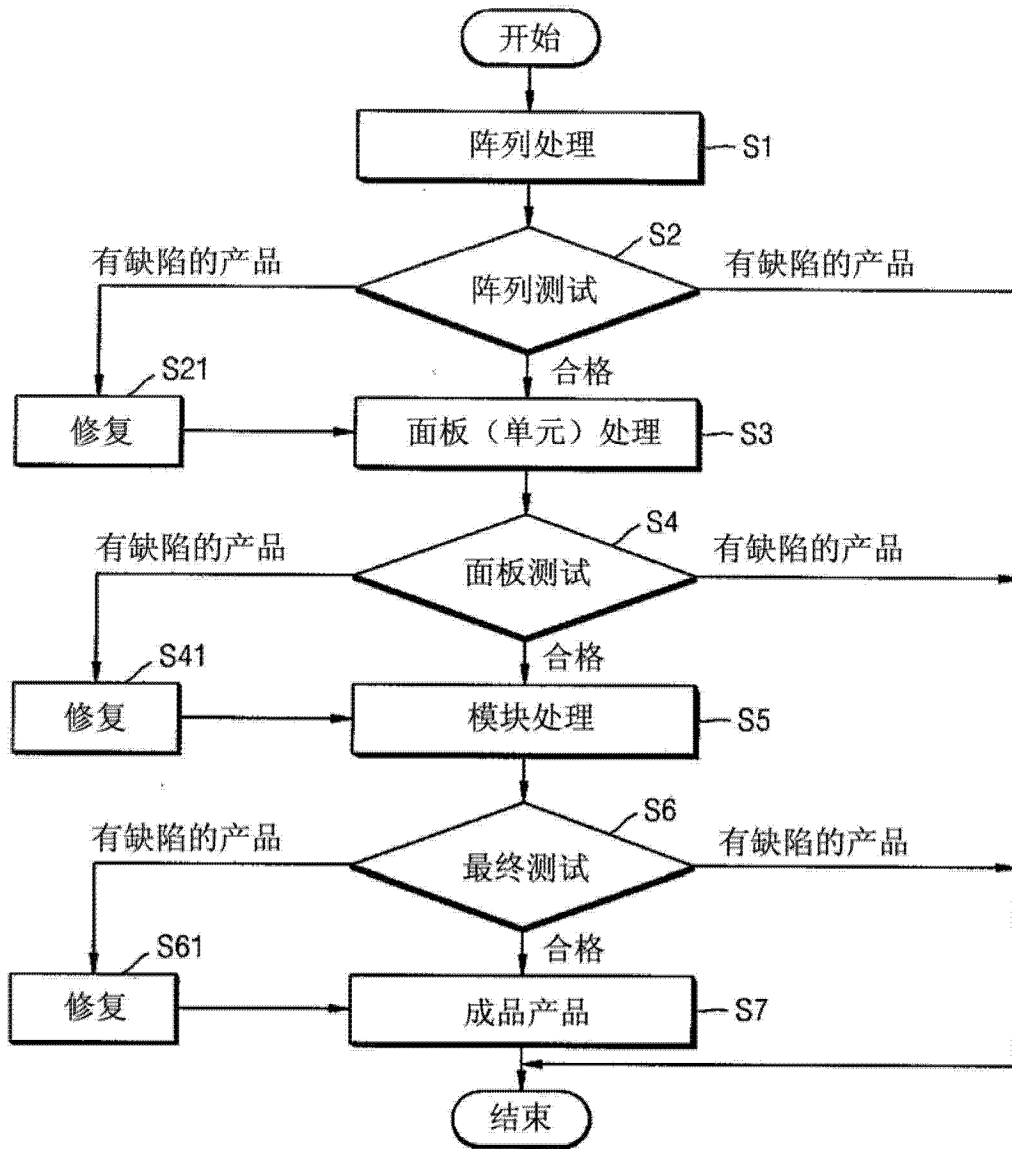 开始
阵列处理
S1
S2
有缺陷的产品
阵列测试
有缺陷的产品
合格
S21
修复
面板（单元）处理
S3
S4
有缺陷的产品
面板测试
有缺陷的产品
合格
S41
修复
模块处理
S5
S6
有缺陷的产品
最终测试
有缺陷的产品
合格
S61
修复
成品产品
S7
结束